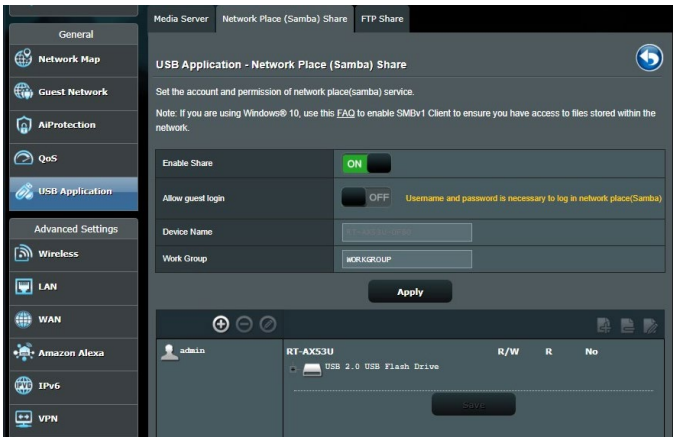 Media Server
Network Place (Samba) Share
FTP Share
General
Network Map
Guest Network
AiProtection
QoS
USB Application
Advanced Settings
Wireless
LAN
WAN
Amazon Alexa
IPv6
VPN
USB Application - Network Place (Samba) Share
Set the account and permission of network place(samba) service.
Note: If you are using Windows® 10, use this FAQ to enable SMBv1 Client to ensure you have access to files stored within the
network.
Enable Share
ON
Allow guest login
OFF
Username and password is necessary to log in network place(Samba)
Device Name
Work Group
WORKGROUP
Apply
admin
RT-AX53U R/W R No
USB 2.0 USB Flash Drive
Save